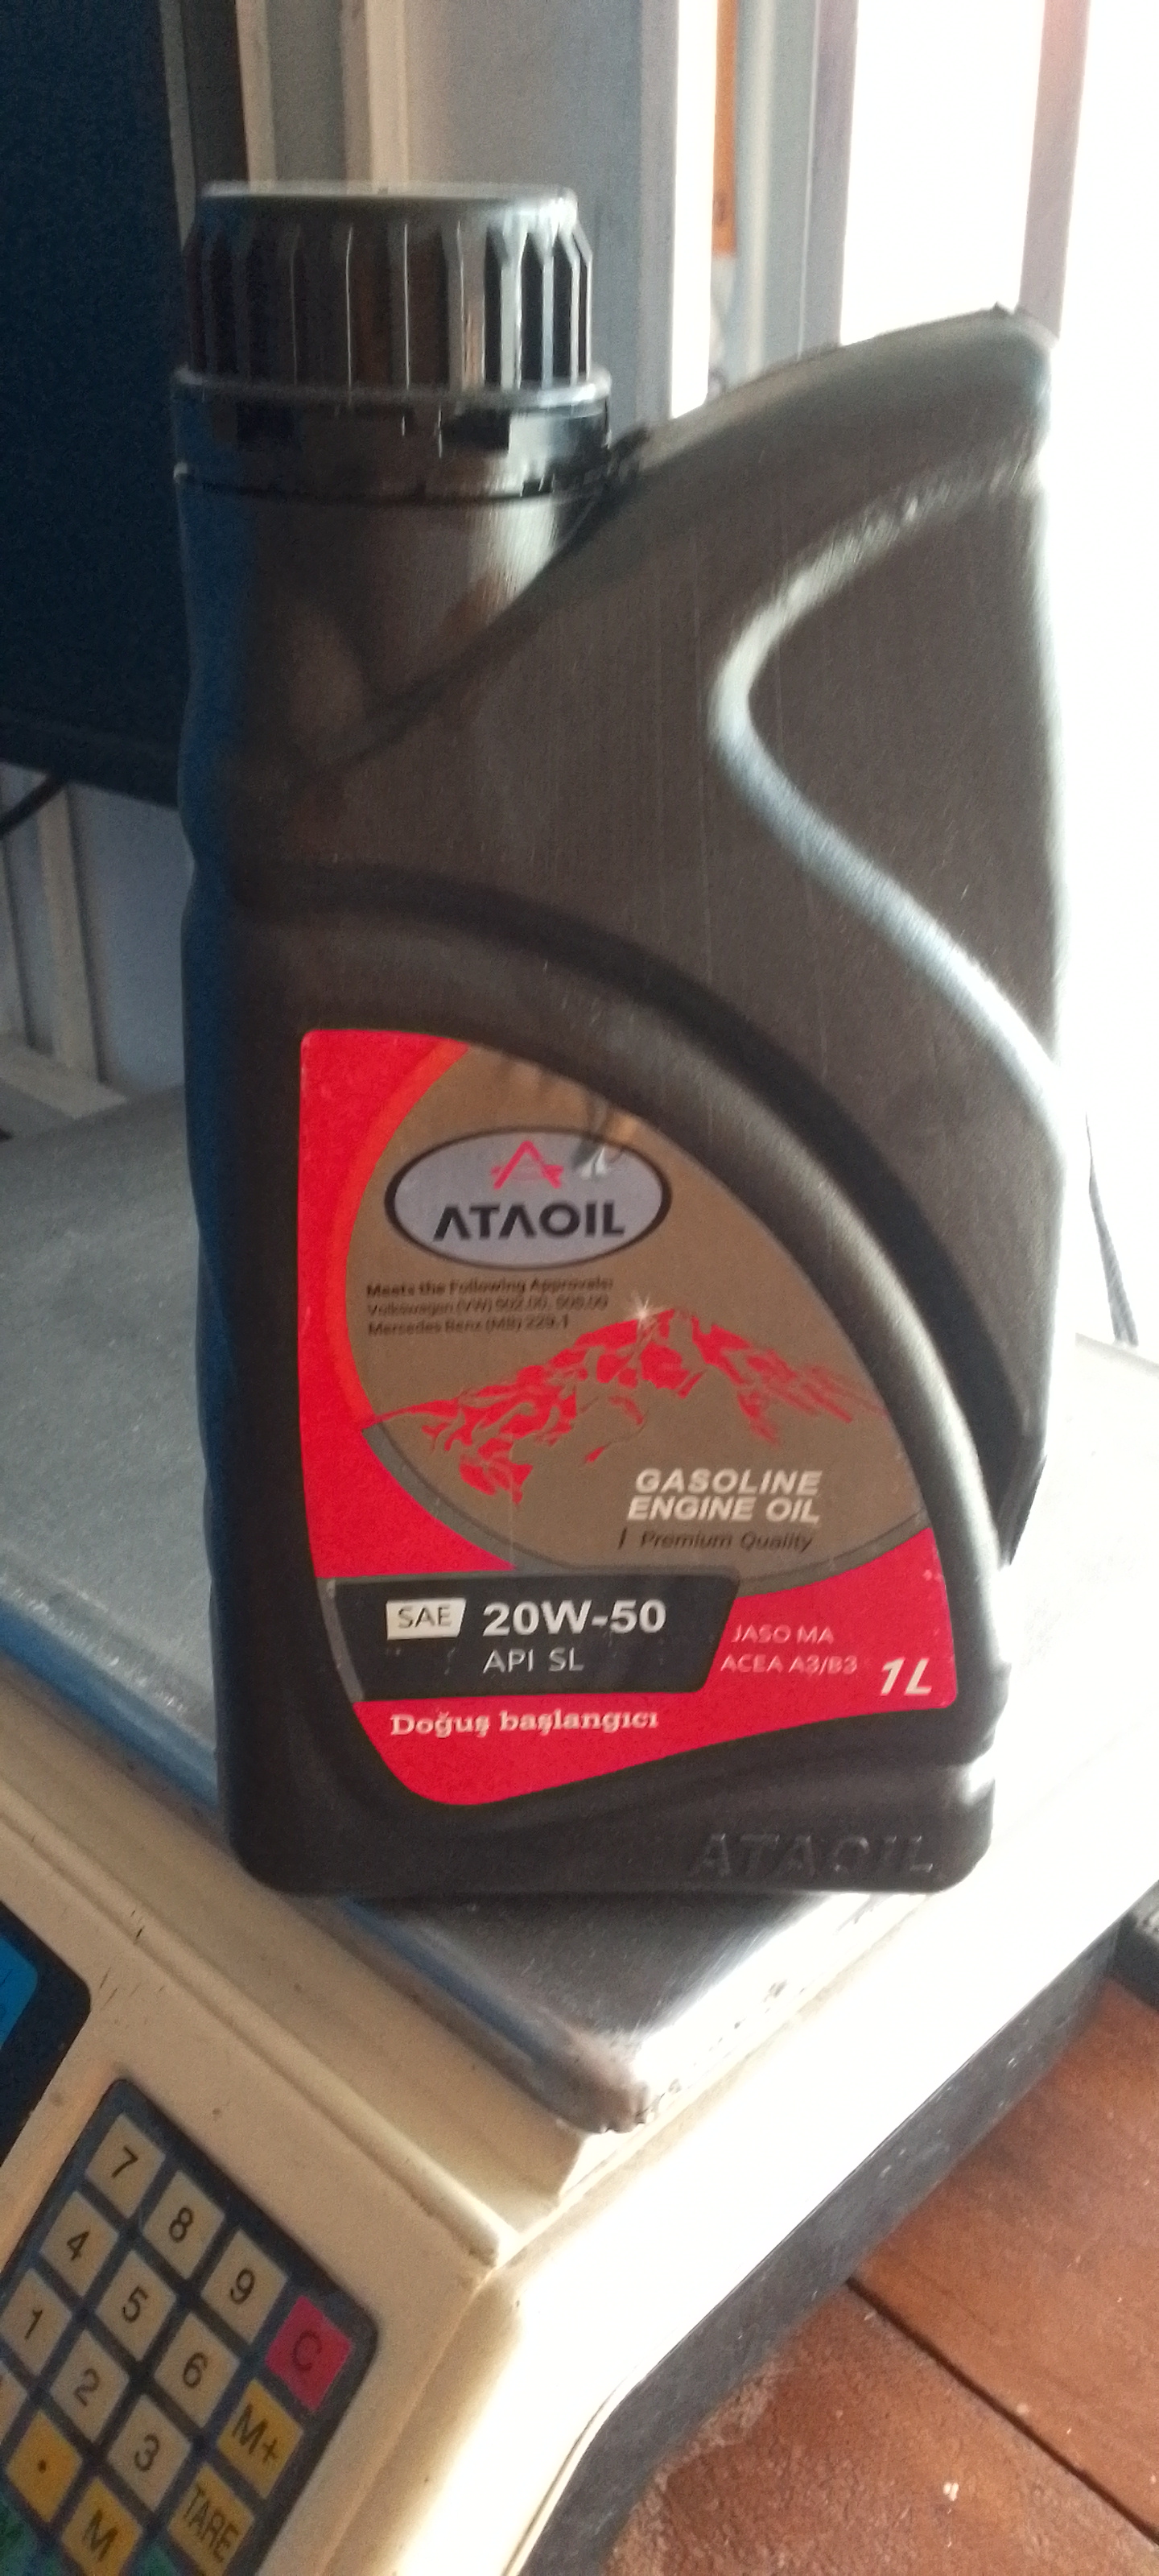 ATAOIL
Meets the Following Approvals:
Volkswagen (VW) 502.00, 505.00
Mercedes Benz (MB) 229.1
GASOLINE
ENGINE OIL
Premium Quality
SAE 20W-50
API SL
JASO MA
ACEA A3/B3
1L
Doğuş başlangıcı
ATAOIL
7 8 9 C
4 5 6 M+
1 2 3 TARE
. M